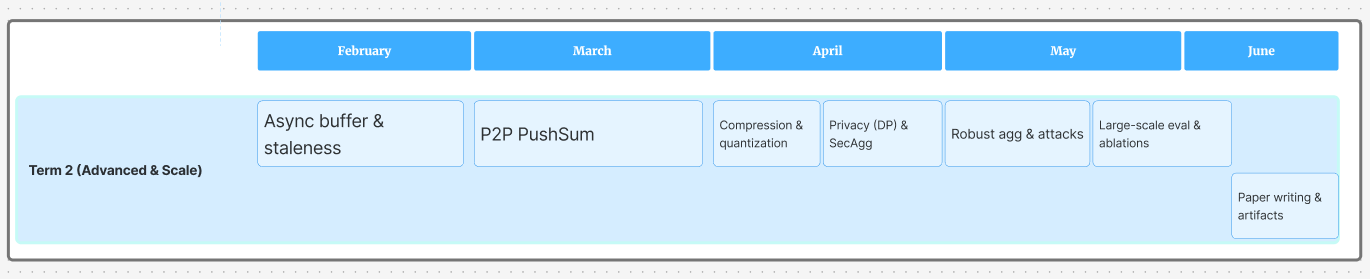 February
March
April
May
June
Term 2 (Advanced & Scale)
Async buffer &
staleness
P2P PushSum
Compression &
quantization
Privacy (DP) &
SecAgg
Robust agg & attacks
Large-scale eval &
ablations
Paper writing &
artifacts